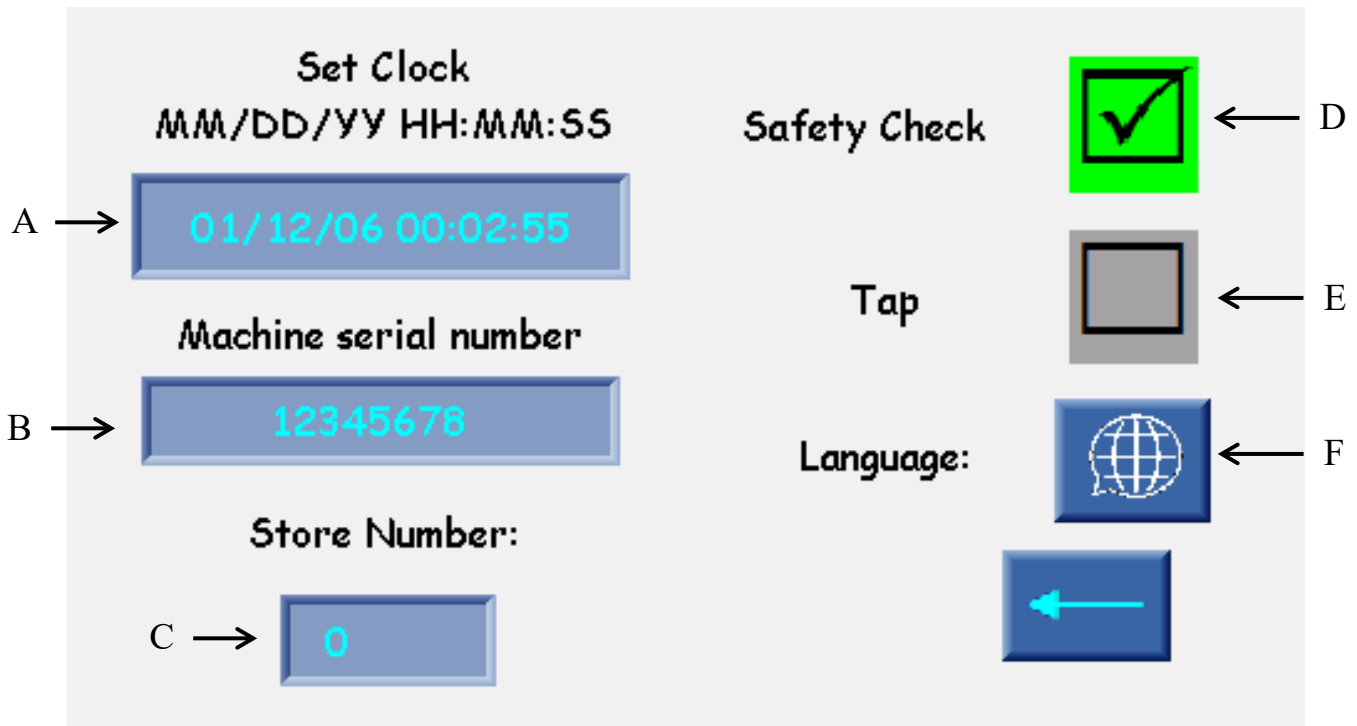 Set Clock
MM/DD/YY HH:MM:SS
A
01/12/06 00:02:55
Machine serial number
B
12345678
Store Number:
C
0
Safety Check
D
Tap
E
Language:
F